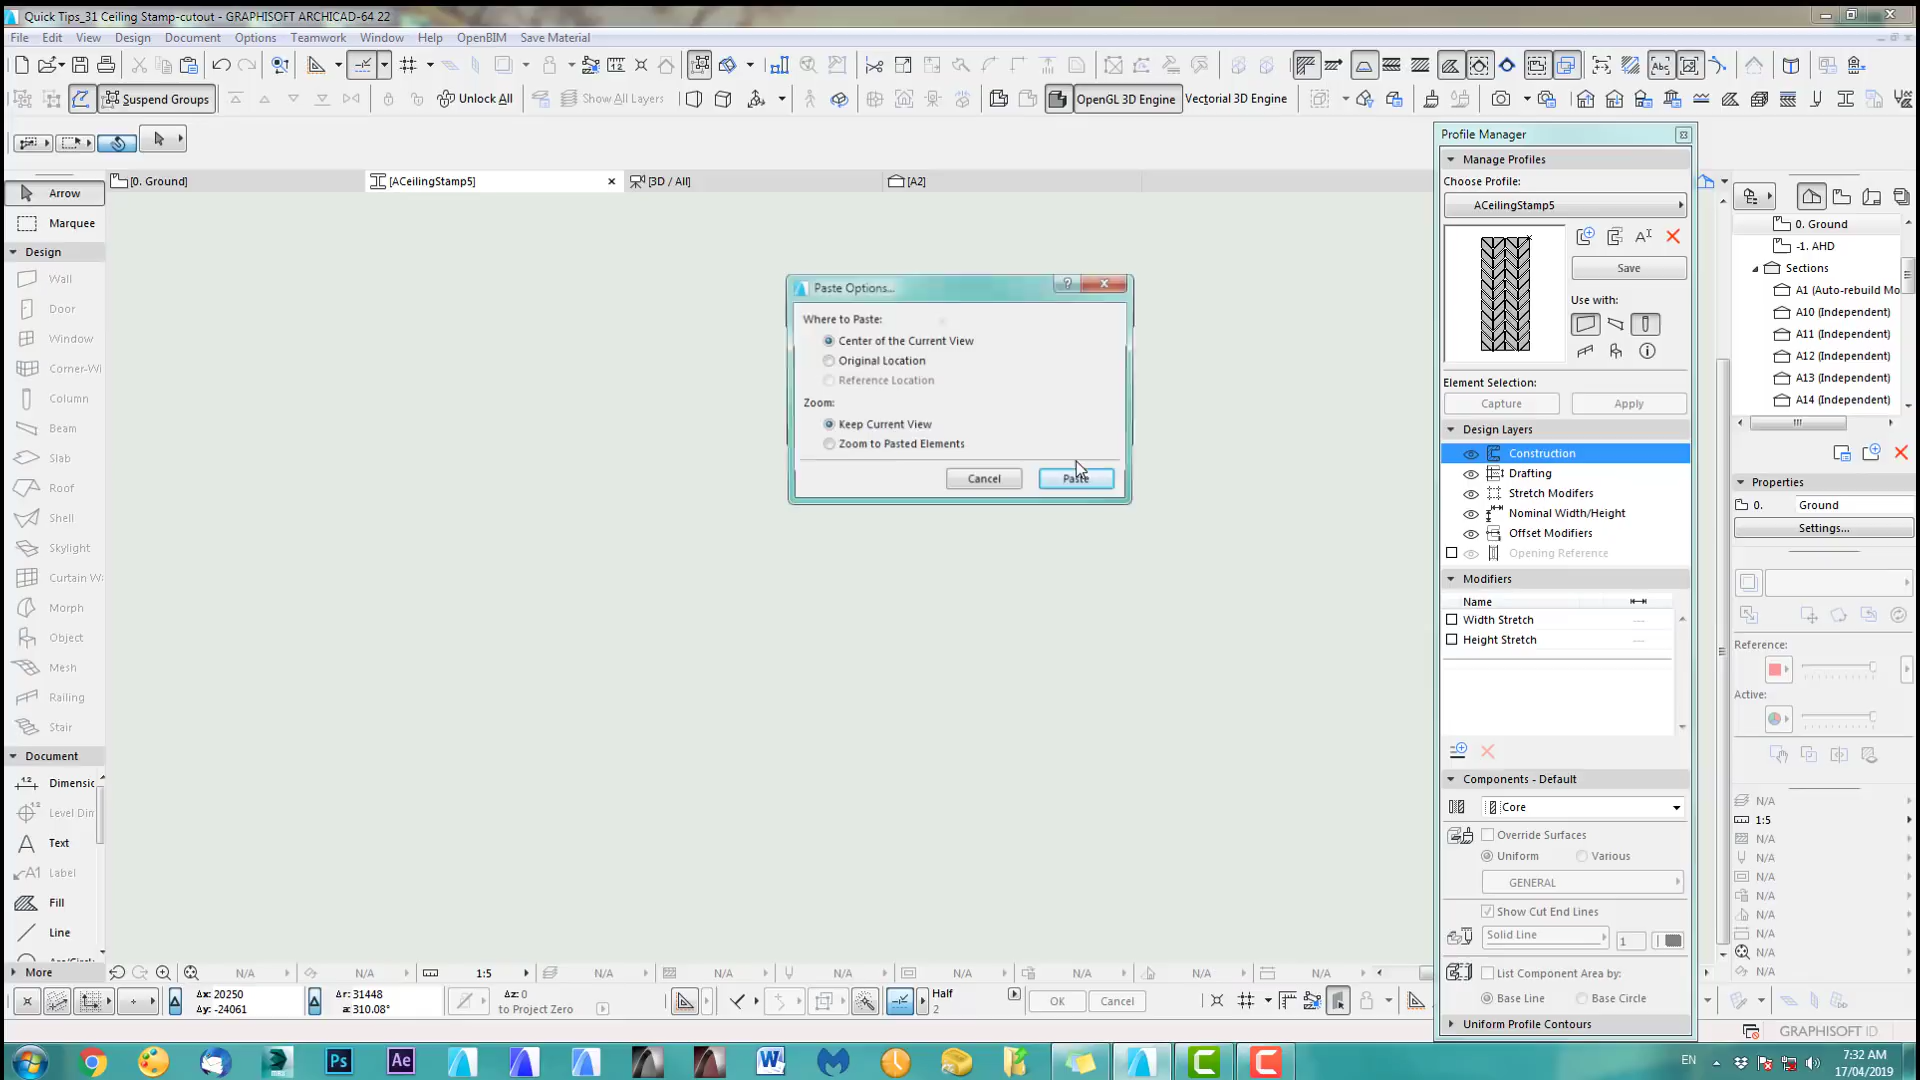 Quick Tips_31 Ceiling Stamp-cutout - GRAPHISOFT ARCHICAD-64 22
File Edit View Design Document Options Teamwork Window Help OpenBIM Save Material
Suspend Groups
Unlock All
Show All Layers
OpenGL 3D Engine
Vectorial 3D Engine
[0. Ground]
[ACeilingStamp5]
[3D / All]
[A2]
Arrow
Marquee
Design
Wall
Door
Window
Corner-Wi
Column
Beam
Slab
Roof
Shell
Skylight
Curtain Wa
Morph
Object
Mesh
Railing
Stair
Document
Dimensic
Level Dim
Text
Label
Fill
Line
More
Paste Options...
Where to Paste:
Center of the Current View
Original Location
Reference Location
Zoom:
Keep Current View
Zoom to Pasted Elements
Cancel
Paste
Profile Manager
Manage Profiles
Choose Profile:
ACeilingStamp5
Save
Use with:
Element Selection:
Capture
Apply
Design Layers
Construction
Drafting
Stretch Modifiers
Nominal Width/Height
Offset Modifiers
Opening Reference
Modifiers
Name
Width Stretch
Height Stretch
Components - Default
Core
Override Surfaces
Uniform
Various
GENERAL
Show Cut End Lines
Solid Line
1
List Component Area by:
Base Line
Base Circle
Uniform Profile Contours
0. Ground
-1. AHD
Sections
A1 (Auto-rebuild Mo
A10 (Independent)
A11 (Independent)
A12 (Independent)
A13 (Independent)
A14 (Independent)
Properties
0.
Ground
Settings...
Reference:
Active:
N/A
1:5
N/A
N/A
N/A
N/A
N/A
N/A
N/A
N/A
N/A
N/A
1:5
N/A
N/A
N/A
N/A
N/A
N/A
N/A
Δx: 20250
Δy: -24061
Δr: 31448
a: 310.08°
Δz: 0
to Project Zero
Half
2
OK
Cancel
GRAPHISOFT ID
EN
7:32 AM
17/04/2019